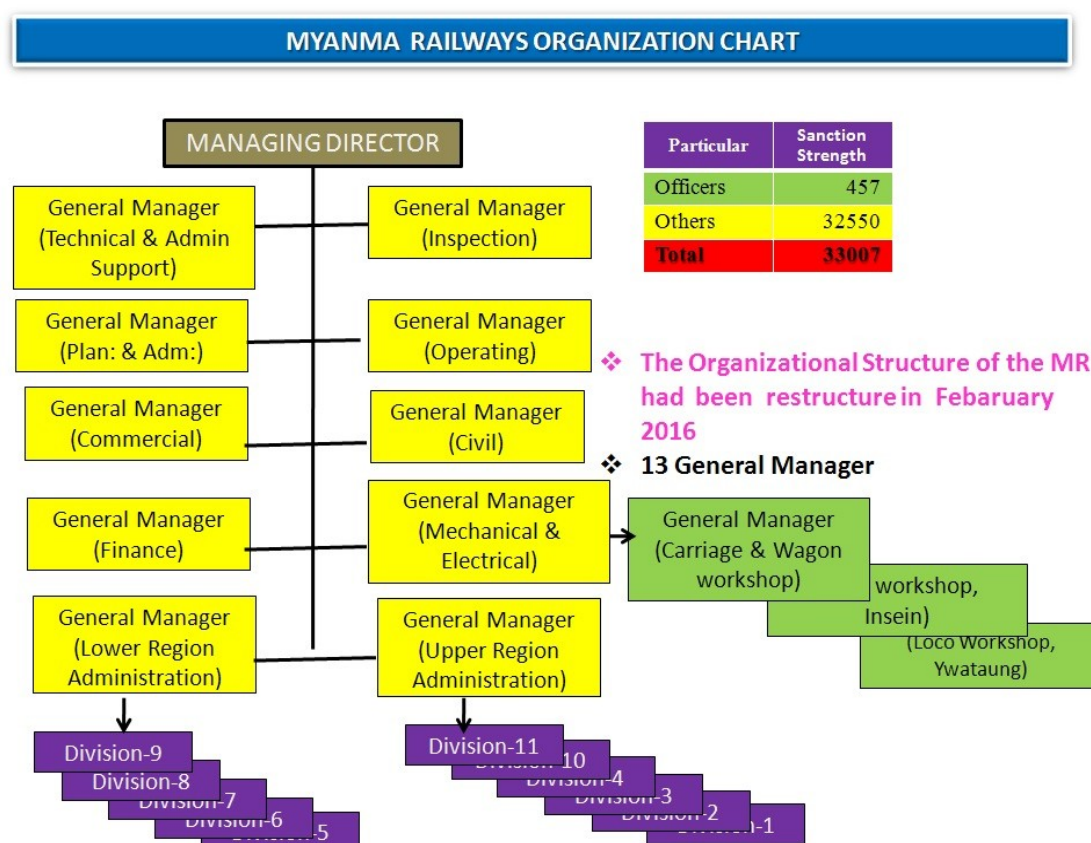 MYANMA RAILWAYS ORGANIZATION CHART
MANAGING DIRECTOR
Particular
Sanction
Strength
Officers
457
Others
32550
Total
33007
General Manager
(Technical & Admin
Support)
General Manager
(Inspection)
General Manager
(Plan: & Adm:)
General Manager
(Operating)
❖ The Organizational Structure of the MR
had been restructure in Febaruary
2016
❖ 13 General Manager
General Manager
(Commercial)
General Manager
(Civil)
General Manager
(Finance)
General Manager
(Mechanical &
Electrical)
General Manager
(Carriage & Wagon
workshop)
workshop,
Insein)
(Loco Workshop,
Ywataung)
General Manager
(Lower Region
Administration)
General Manager
(Upper Region
Administration)
Division-9
Division-8
Division-7
Division-6
Division-5
Division-11
Division-10
Division-4
Division-3
Division-2
Division-1